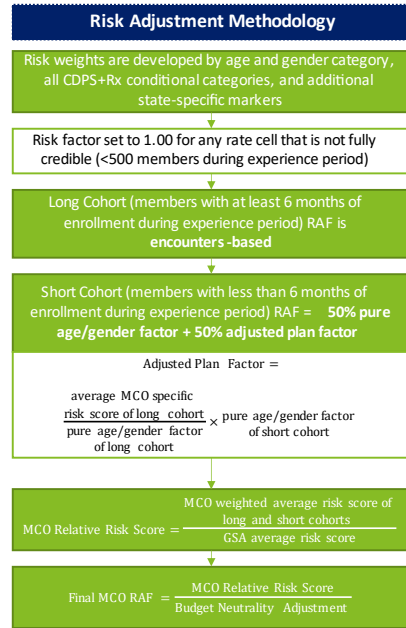 Risk Adjustment Methodology
Risk weights are developed by age and gender category,
all CDPS+Rx conditional categories, and additional
state-specific markers
Risk factor set to 1.00 for any rate cell that is not fully
credible (<500 members during experience period)
Long Cohort (members with at least 6 months of
enrollment during experience period) RAF is
encounters -based
Short Cohort (members with less than 6 months of
enrollment during experience period) RAF = 50% pure
age/gender factor + 50% adjusted plan factor
Adjusted Plan Factor =
average MCO specific
risk score of long cohort
pure age/gender factor
of long cohort
× pure age/gender factor
of short cohort
MCO Relative Risk Score =
MCO weighted average risk score of
long and short cohorts
GSA average risk score
Final MCO RAF =
MCO Relative Risk Score
Budget Neutrality Adjustment